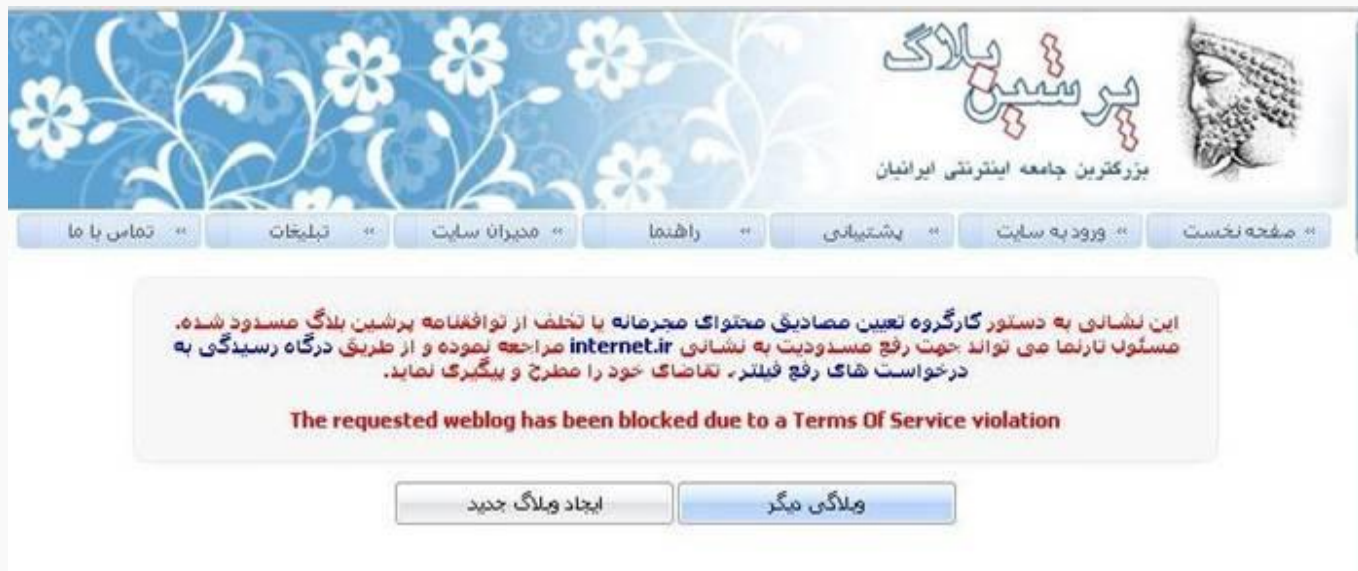 پرشین بلاگ
بزرگترین جامعه اینترنتی ایرانیان
» صفحه نخست » ورود به سایت » پشتیبانی » راهنما » مدیران سایت » تبلیغات » تماس با ما
این نشانی به دستور کارگروه تعیین مصادیق محتوای مجرمانه یا تخلف از توافقنامه پرشین بلاگ مسدود شده.
مسئول تارنما می تواند جهت رفع مسدودیت به نشانی internet.ir مراجعه نموده و از طریق درگاه رسیدگی به
درخواست های رفع فیلتر، تقاضای خود را مطرح و پیگیری نماید.
The requested weblog has been blocked due to a Terms Of Service violation
وبلاگی دیگر ایجاد وبلاگ جدید